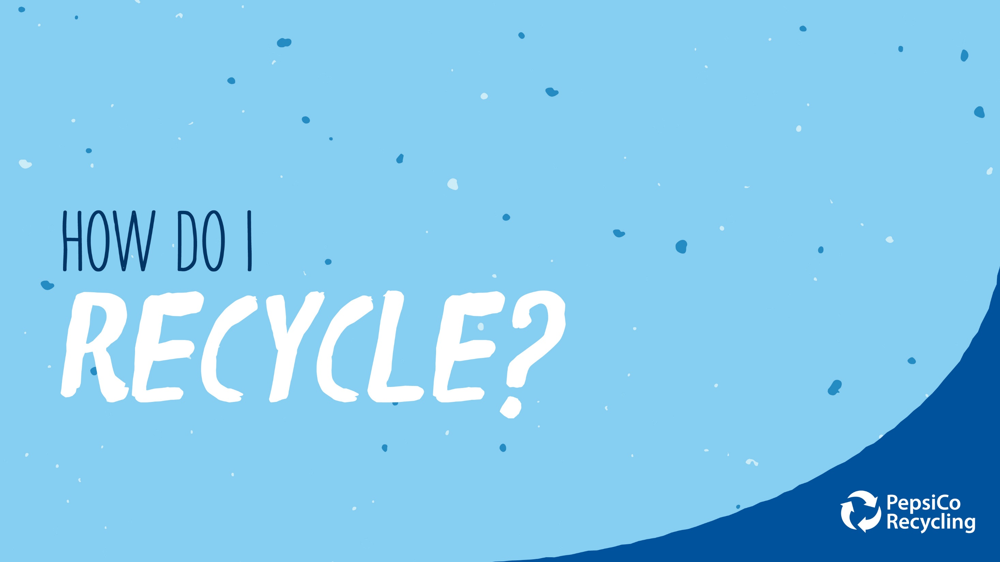 HOW DO I
RECYCLE?
PepsiCo
Recycling